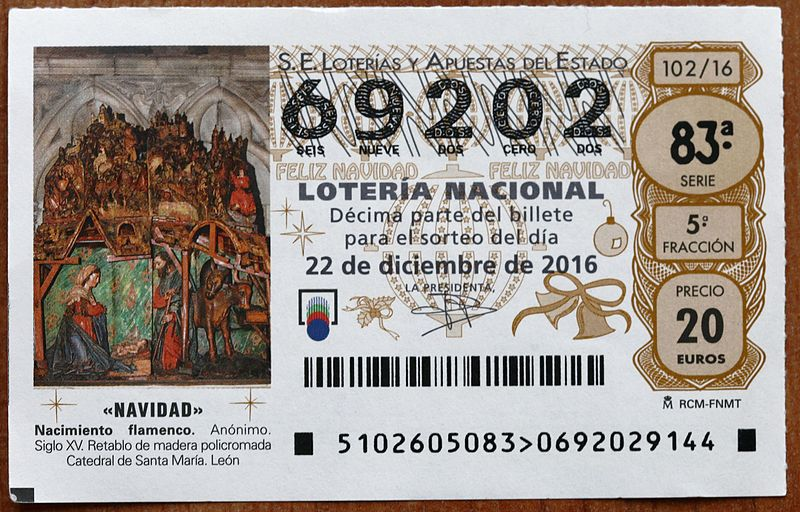 S.E. LOTERÍAS Y APUESTAS DEL ESTADO
69202
SEIS NUEVE DOS CERO DOS
FELIZ NAVIDAD FELIZ NAVIDAD
LOTERÍA NACIONAL
Décima parte del billete
para el sorteo del día
22 de diciembre de 2016
LA PRESIDENTA,
102/16
83ª
SERIE
5ª
FRACCIÓN
PRECIO
20
EUROS
RCM-FNMT
«NAVIDAD»
Nacimiento flamenco. Anónimo.
Siglo XV. Retablo de madera policromada
Catedral de Santa María. León
5102605083>0692029144